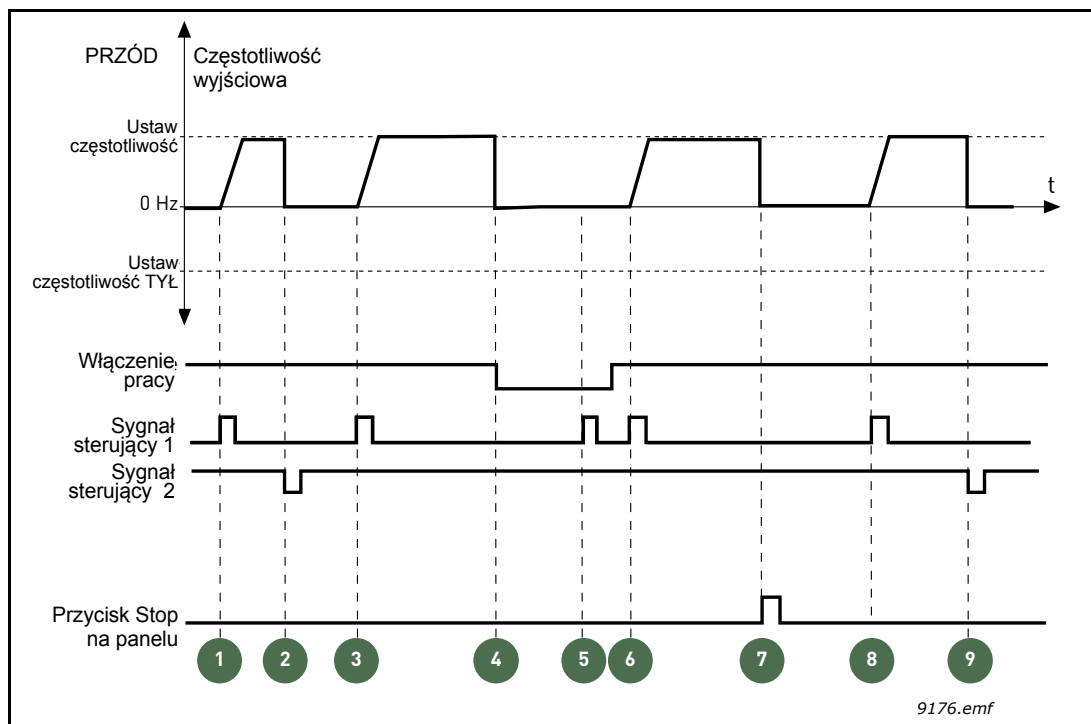 PRZÓD
Częstotliwość
wyjściowa
Ustaw
częstotliwość
0 Hz
t
Ustaw
częstotliwość TYŁ
Włączenie
pracy
Sygnał
sterujący 1
Sygnał
sterujący 2
Przycisk Stop
na panelu
1 2 3 4 5 6 7 8 9
9176.emf